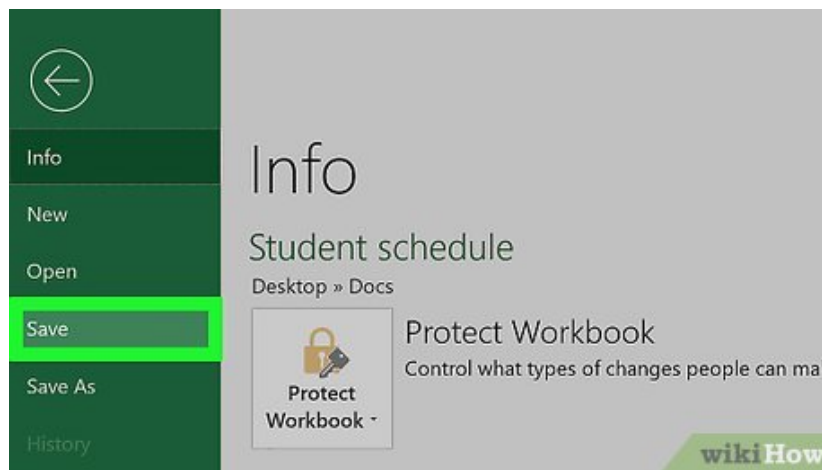 Info
New
Open
Save
Save As
History
Info
Student schedule
Desktop » Docs
Protect Workbook
Control what types of changes people can ma
Protect
Workbook
wikiHow